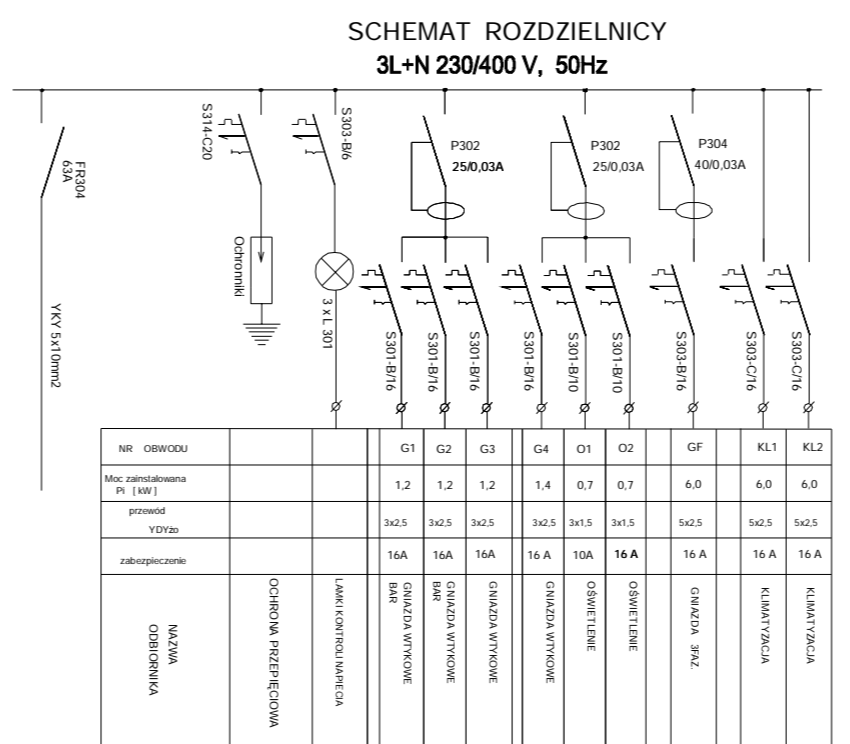 SCHEMAT ROZDZIELNICY
3L+N 230/400 V, 50Hz
FR304
63A
YKY 5x10mm2
S314-C20
Ochronniki
S303-B/6
3 x L 301
P302
25/0,03A
P302
25/0,03A
P304
40/0,03A
S301-B/16
S301-B/16
S301-B/16
S301-B/16
S301-B/10
S301-B/10
S303-B/16
S303-C/16
S303-C/16
NR OBWODU G1 G2 G3 G4 O1 O2 GF KL1 KL2
Moc zainstalowana
Pi [kW] 1,2 1,2 1,2 1,4 0,7 0,7 6,0 6,0 6,0
przewód
YDYżo 3x2,5 3x2,5 3x2,5 3x2,5 3x1,5 3x1,5 5x2,5 5x2,5 5x2,5
zabezpieczenie 16A 16A 16A 16 A 10A 16 A 16 A 16 A 16 A
NAZWA
ODBIORNIKA
OCHRONA PRZEPIĘCIOWA
LAMKI KONTROLI NAPIECIA
GNIAZDA WTYKOWE
BAR
GNIAZDA WTYKOWE
BAR
GNIAZDA WTYKOWE
GNIAZDA WTYKOWE
OŚWIETLENIE
OŚWIETLENIE
GNIAZDA 3FAZ.
KLIMATYZACJA
KLIMATYZACJA